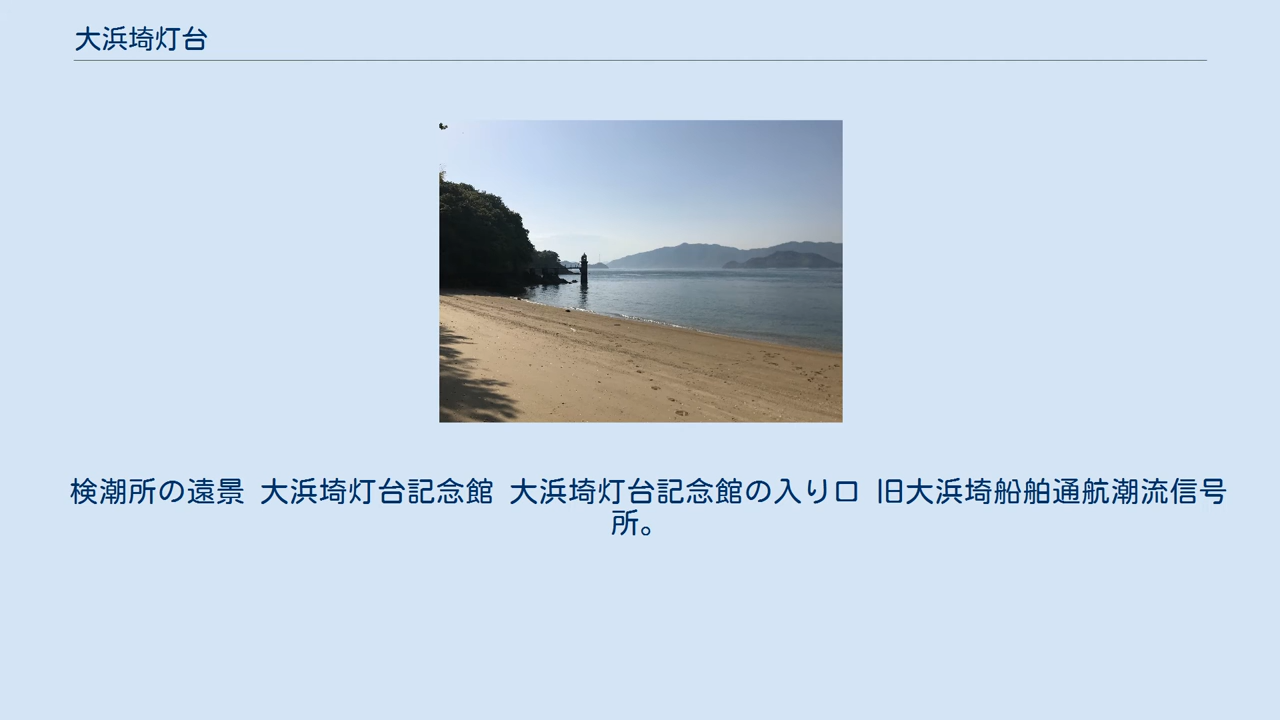 大浜埼灯台
検潮所の遠景 大浜埼灯台記念館 大浜埼灯台記念館の入り口 旧大浜埼船舶通航潮流信号
所。